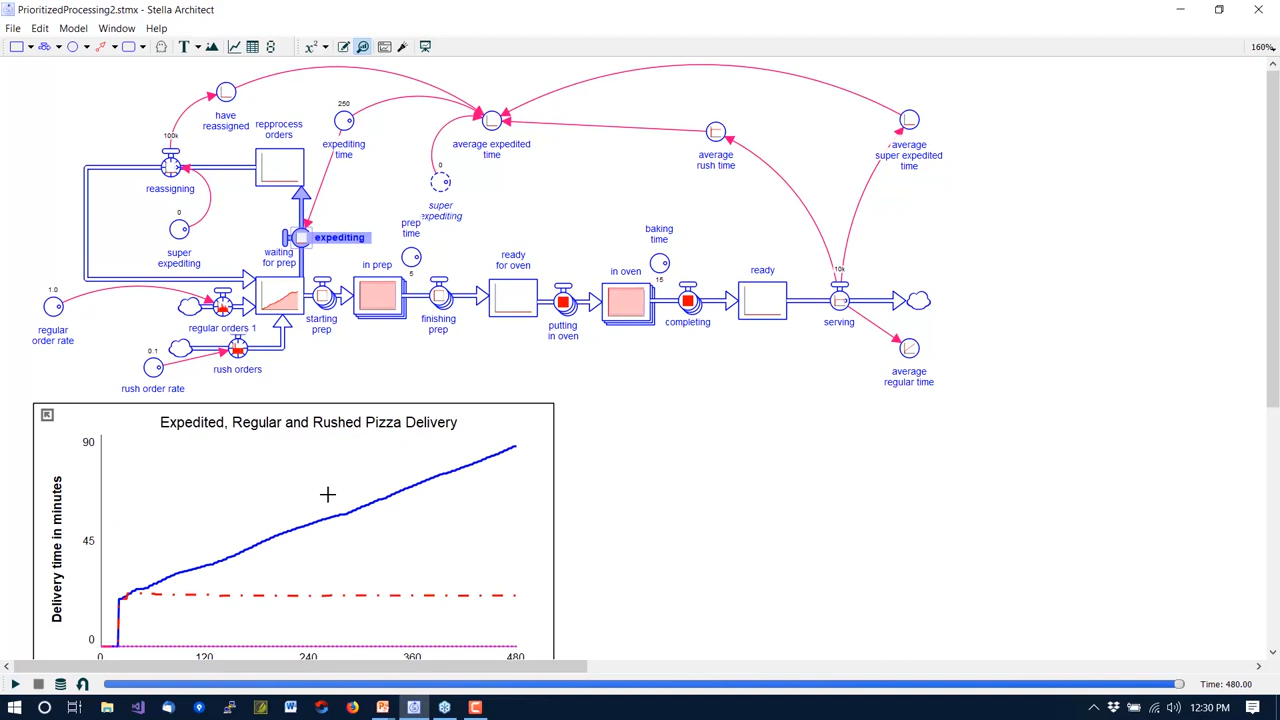 PrioritizedProcessing2.stmx - Stella Architect
File Edit Model Window Help
160%
have
reassigned
100k
repprocess
orders
250
expediting
time
average expedited
time
average
rush time
average
super expedited
time
reassigning
0
super
expediting
0
super
expediting
expediting
waiting
for prep
prep
time
5
in prep
ready
for oven
baking
time
15
in oven
ready
10k
1.0
regular
order rate
regular orders 1
starting
prep
finishing
prep
putting
in oven
completing
serving
0.1
rush order rate
rush orders
average
regular time
Expedited, Regular and Rushed Pizza Delivery
Delivery time in minutes
90
45
0
0 120 240 360 480
Time: 480.00
12:30 PM